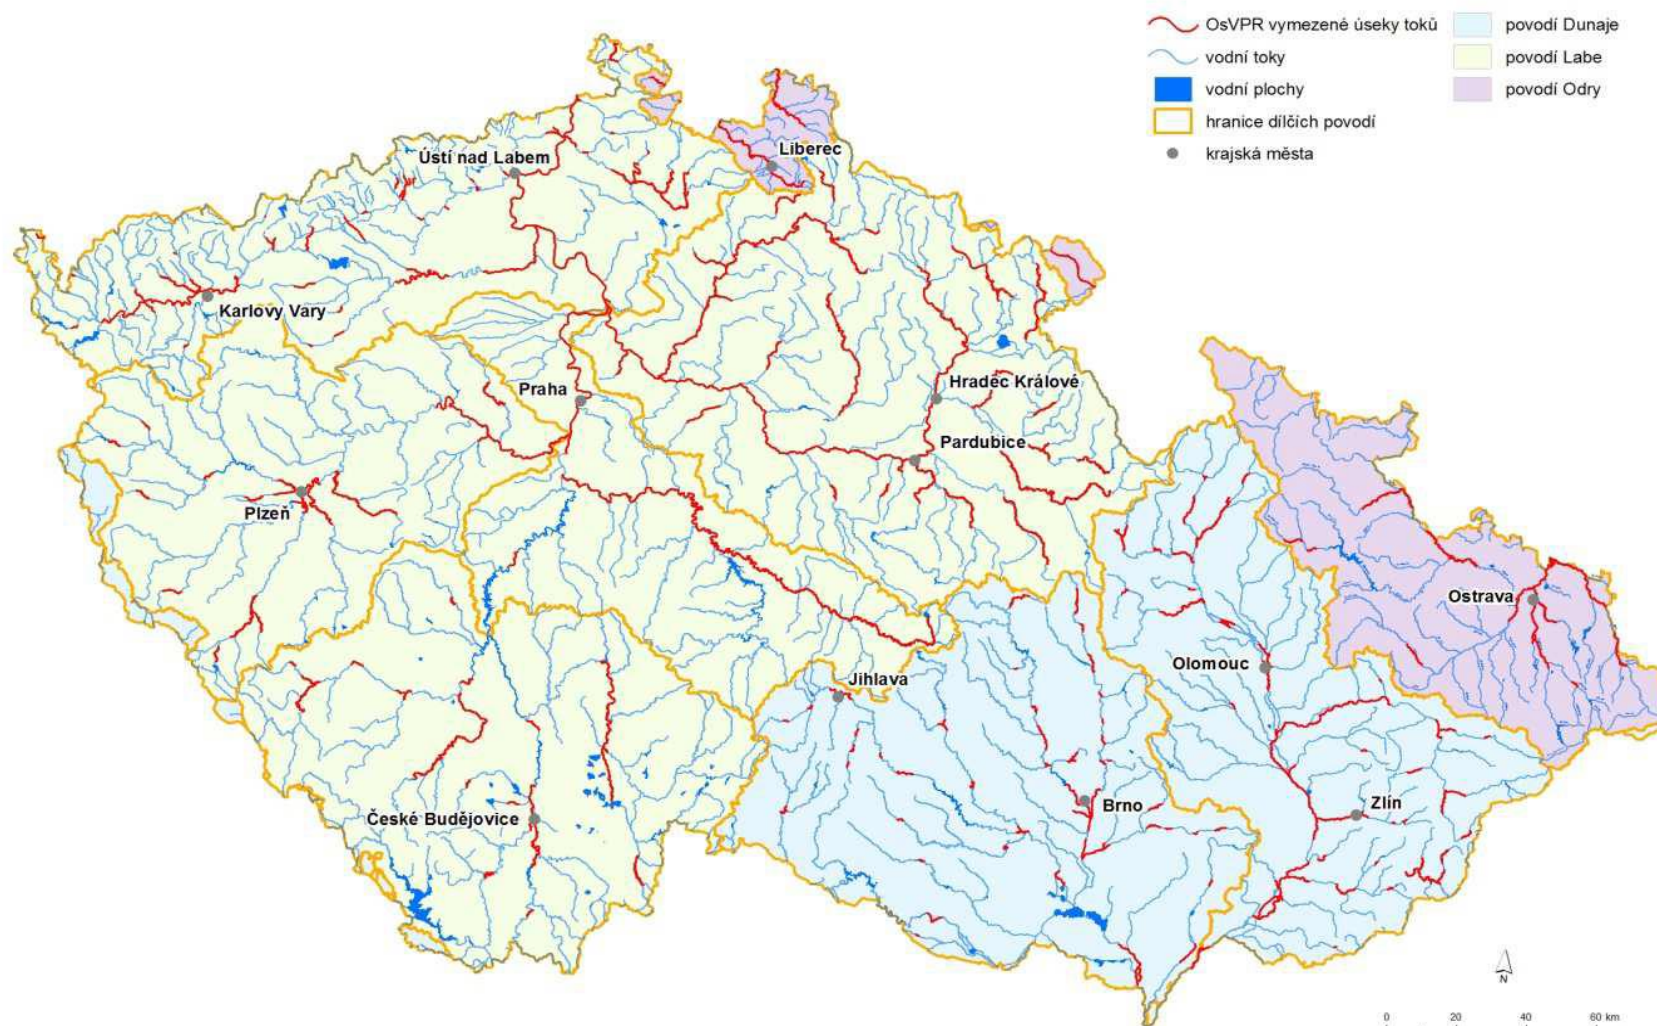 OsVPR vymezené úseky toků
vodní toky
vodní plochy
hranice dílčích povodí
krajská města
povodí Dunaje
povodí Labe
povodí Odry
Liberec
Ústí nad Labem
Karlovy Vary
Praha
Hradec Králové
Pardubice
Plzeň
Ostrava
Olomouc
Jihlava
České Budějovice
Brno
Zlín
N
0 20 40 60 km